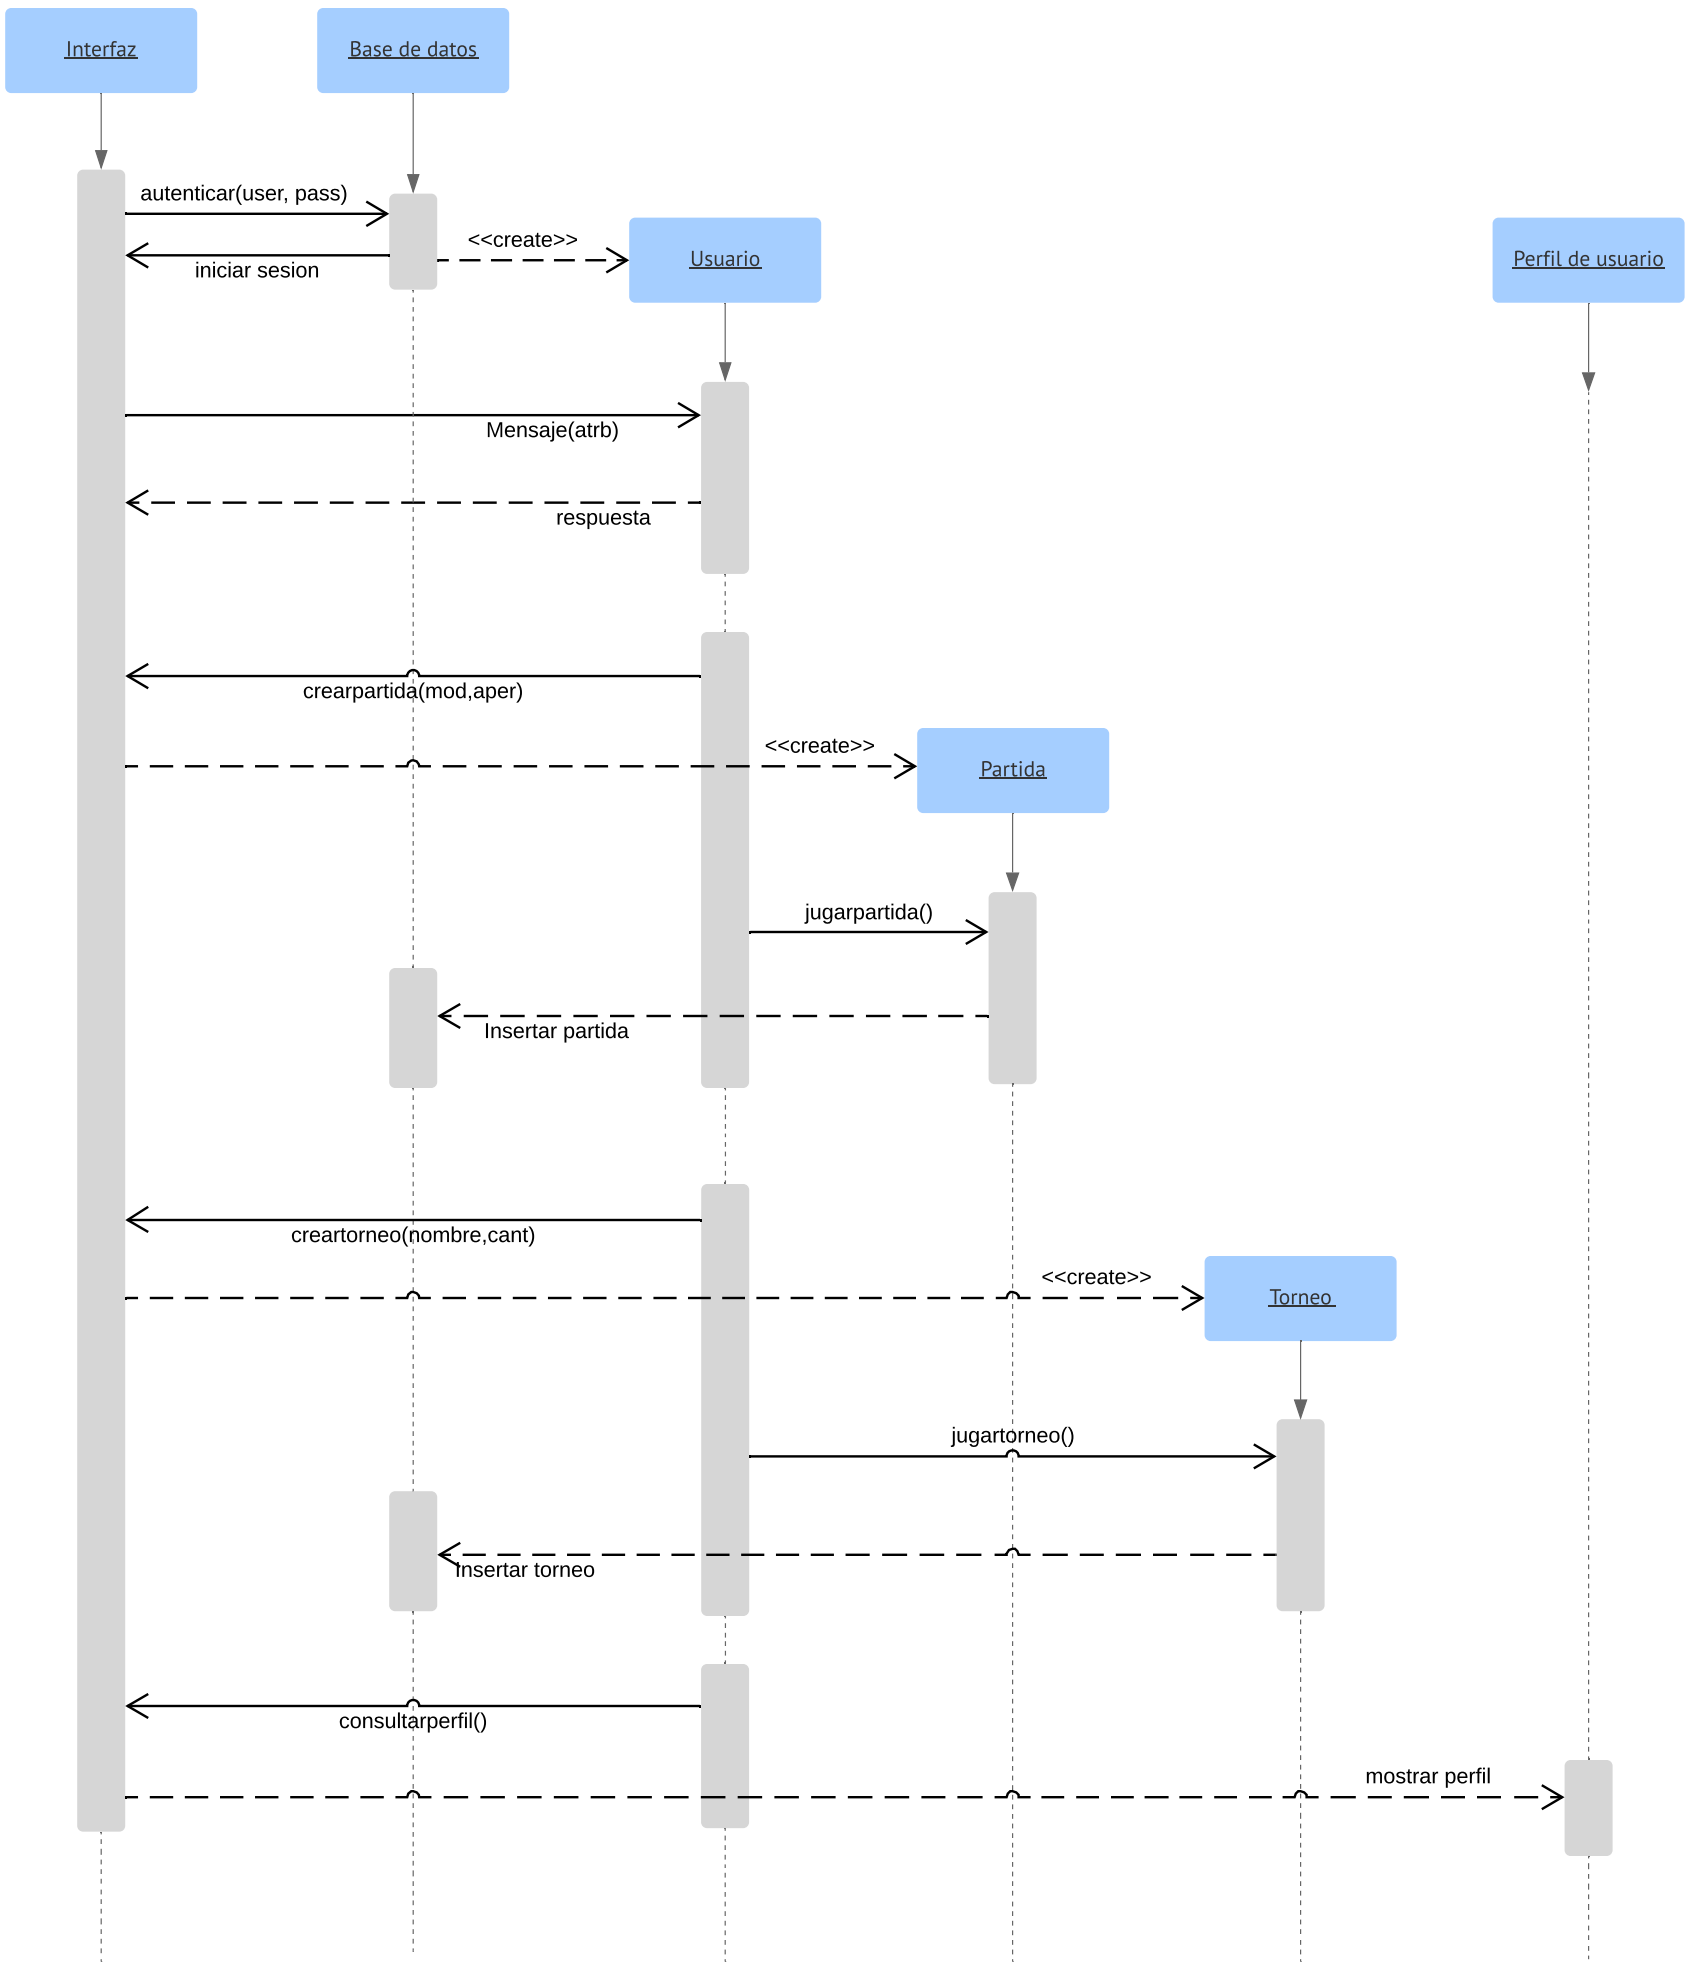 Interfaz
Base de datos
autenticar(user, pass)
<<create>>
iniciar sesion
Usuario
Perfil de usuario
Mensaje(atrb)
respuesta
crearpartida(mod,aper)
<<create>>
Partida
jugarpartida()
Insertar partida
creartorneo(nombre,cant)
<<create>>
Torneo
jugartorneo()
Insertar torneo
consultarperfil()
mostrar perfil